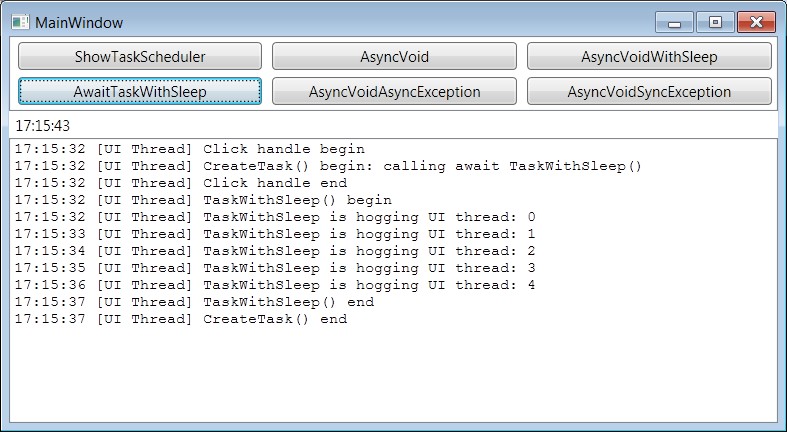 MainWindow
ShowTaskScheduler AsyncVoid AsyncVoidWithSleep
AwaitTaskWithSleep AsyncVoidAsyncException AsyncVoidSyncException
17:15:43
17:15:32 [UI Thread] Click handle begin
17:15:32 [UI Thread] CreateTask() begin: calling await TaskWithSleep()
17:15:32 [UI Thread] Click handle end
17:15:32 [UI Thread] TaskWithSleep() begin
17:15:32 [UI Thread] TaskWithSleep is hogging UI thread: 0
17:15:33 [UI Thread] TaskWithSleep is hogging UI thread: 1
17:15:34 [UI Thread] TaskWithSleep is hogging UI thread: 2
17:15:35 [UI Thread] TaskWithSleep is hogging UI thread: 3
17:15:36 [UI Thread] TaskWithSleep is hogging UI thread: 4
17:15:37 [UI Thread] TaskWithSleep() end
17:15:37 [UI Thread] CreateTask() end